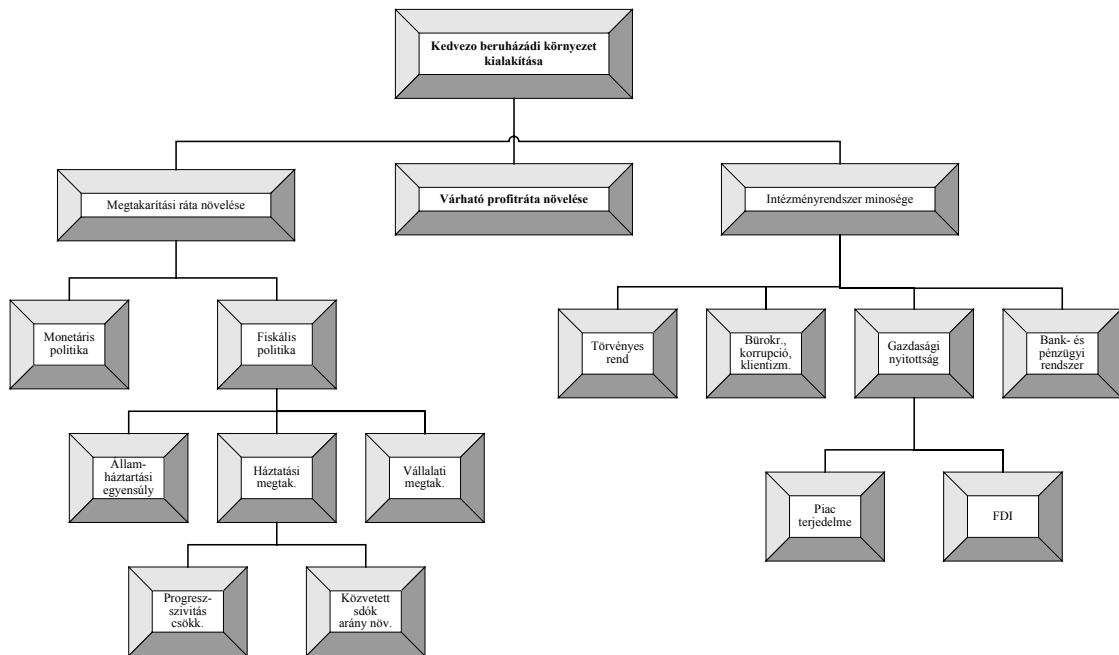 Kedvezo beruházádi környezet
kialakítása
Megtakarítási ráta növelése
Várható profitráta növelése
Intézményrendszer minosége
Monetáris
politika
Fiskális
politika
Törvényes
rend
Bürokr.,
korrupció,
klientizm.
Gazdasági
nyitottság
Bank- és
pénzügyi
rendszer
Állam-
háztartási
egyensúly
Háztatási
megtak.
Vállalati
megtak.
Piac
terjedelme
FDI
Progresz-
szivitás
csökk.
Közvetett
sdók
arány növ.